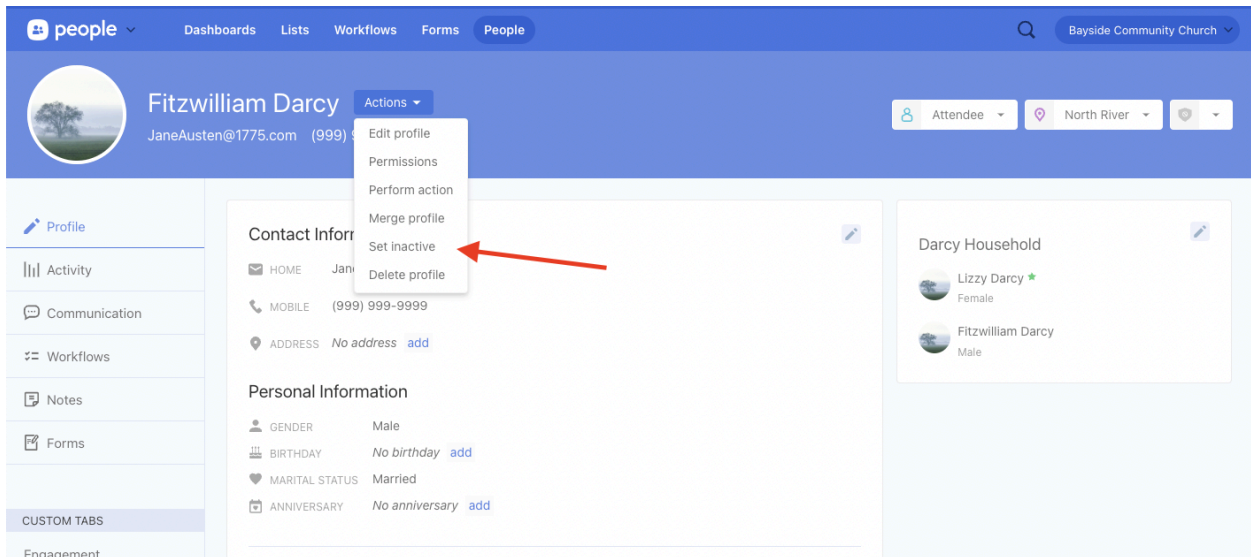 people
Dashboards Lists Workflows Forms People
Bayside Community Church
Fitzwilliam Darcy
Actions
JaneAusten@1775.com (999)
Edit profile
Permissions
Perform action
Merge profile
Set inactive
Delete profile
Attendee
North River
Profile
Activity
Communication
Workflows
Notes
Forms
CUSTOM TABS
Engagement
Contact
HOME
MOBILE (999) 999-9999
ADDRESS No address add
Personal Information
GENDER Male
BIRTHDAY No birthday add
MARITAL STATUS Married
ANNIVERSARY No anniversary add
Darcy Household
Lizzy Darcy
Female
Fitzwilliam Darcy
Male